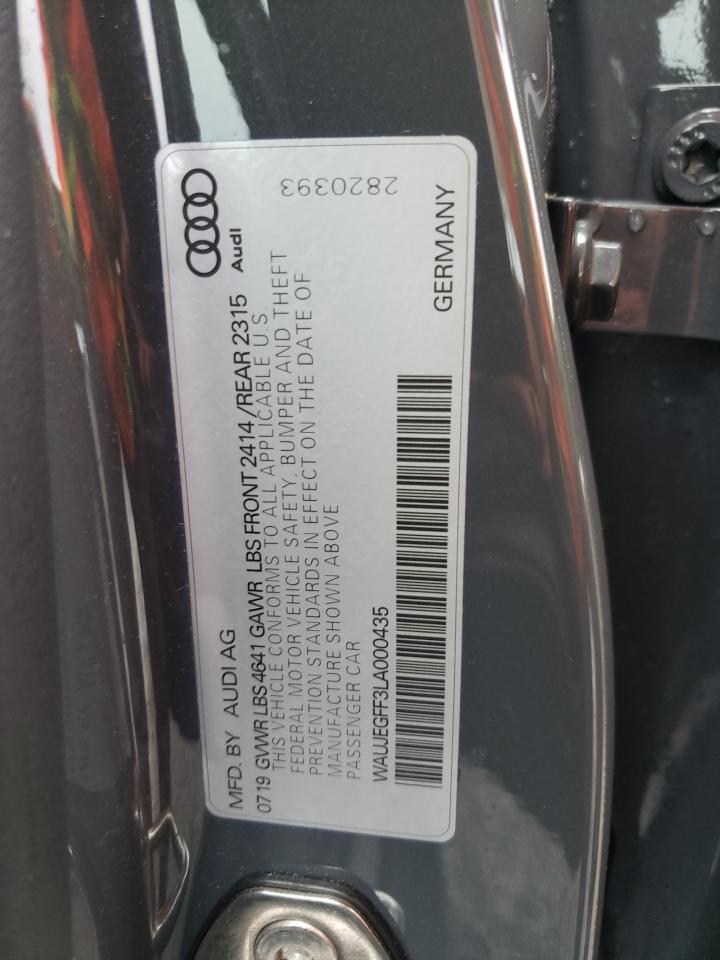 MFD. BY AUDI AG
Audi
0719 GVWR LBS 4641 GAWR LBS FRONT 2414 /REAR 2315
THIS VEHICLE CONFORMS TO ALL APPLICABLE U.S.
FEDERAL MOTOR VEHICLE SAFETY, BUMPER AND THEFT
PREVENTION STANDARDS IN EFFECT ON THE DATE OF
MANUFACTURE SHOWN ABOVE
PASSENGER CAR
WAUJEGFF3LA000435
GERMANY
2820393